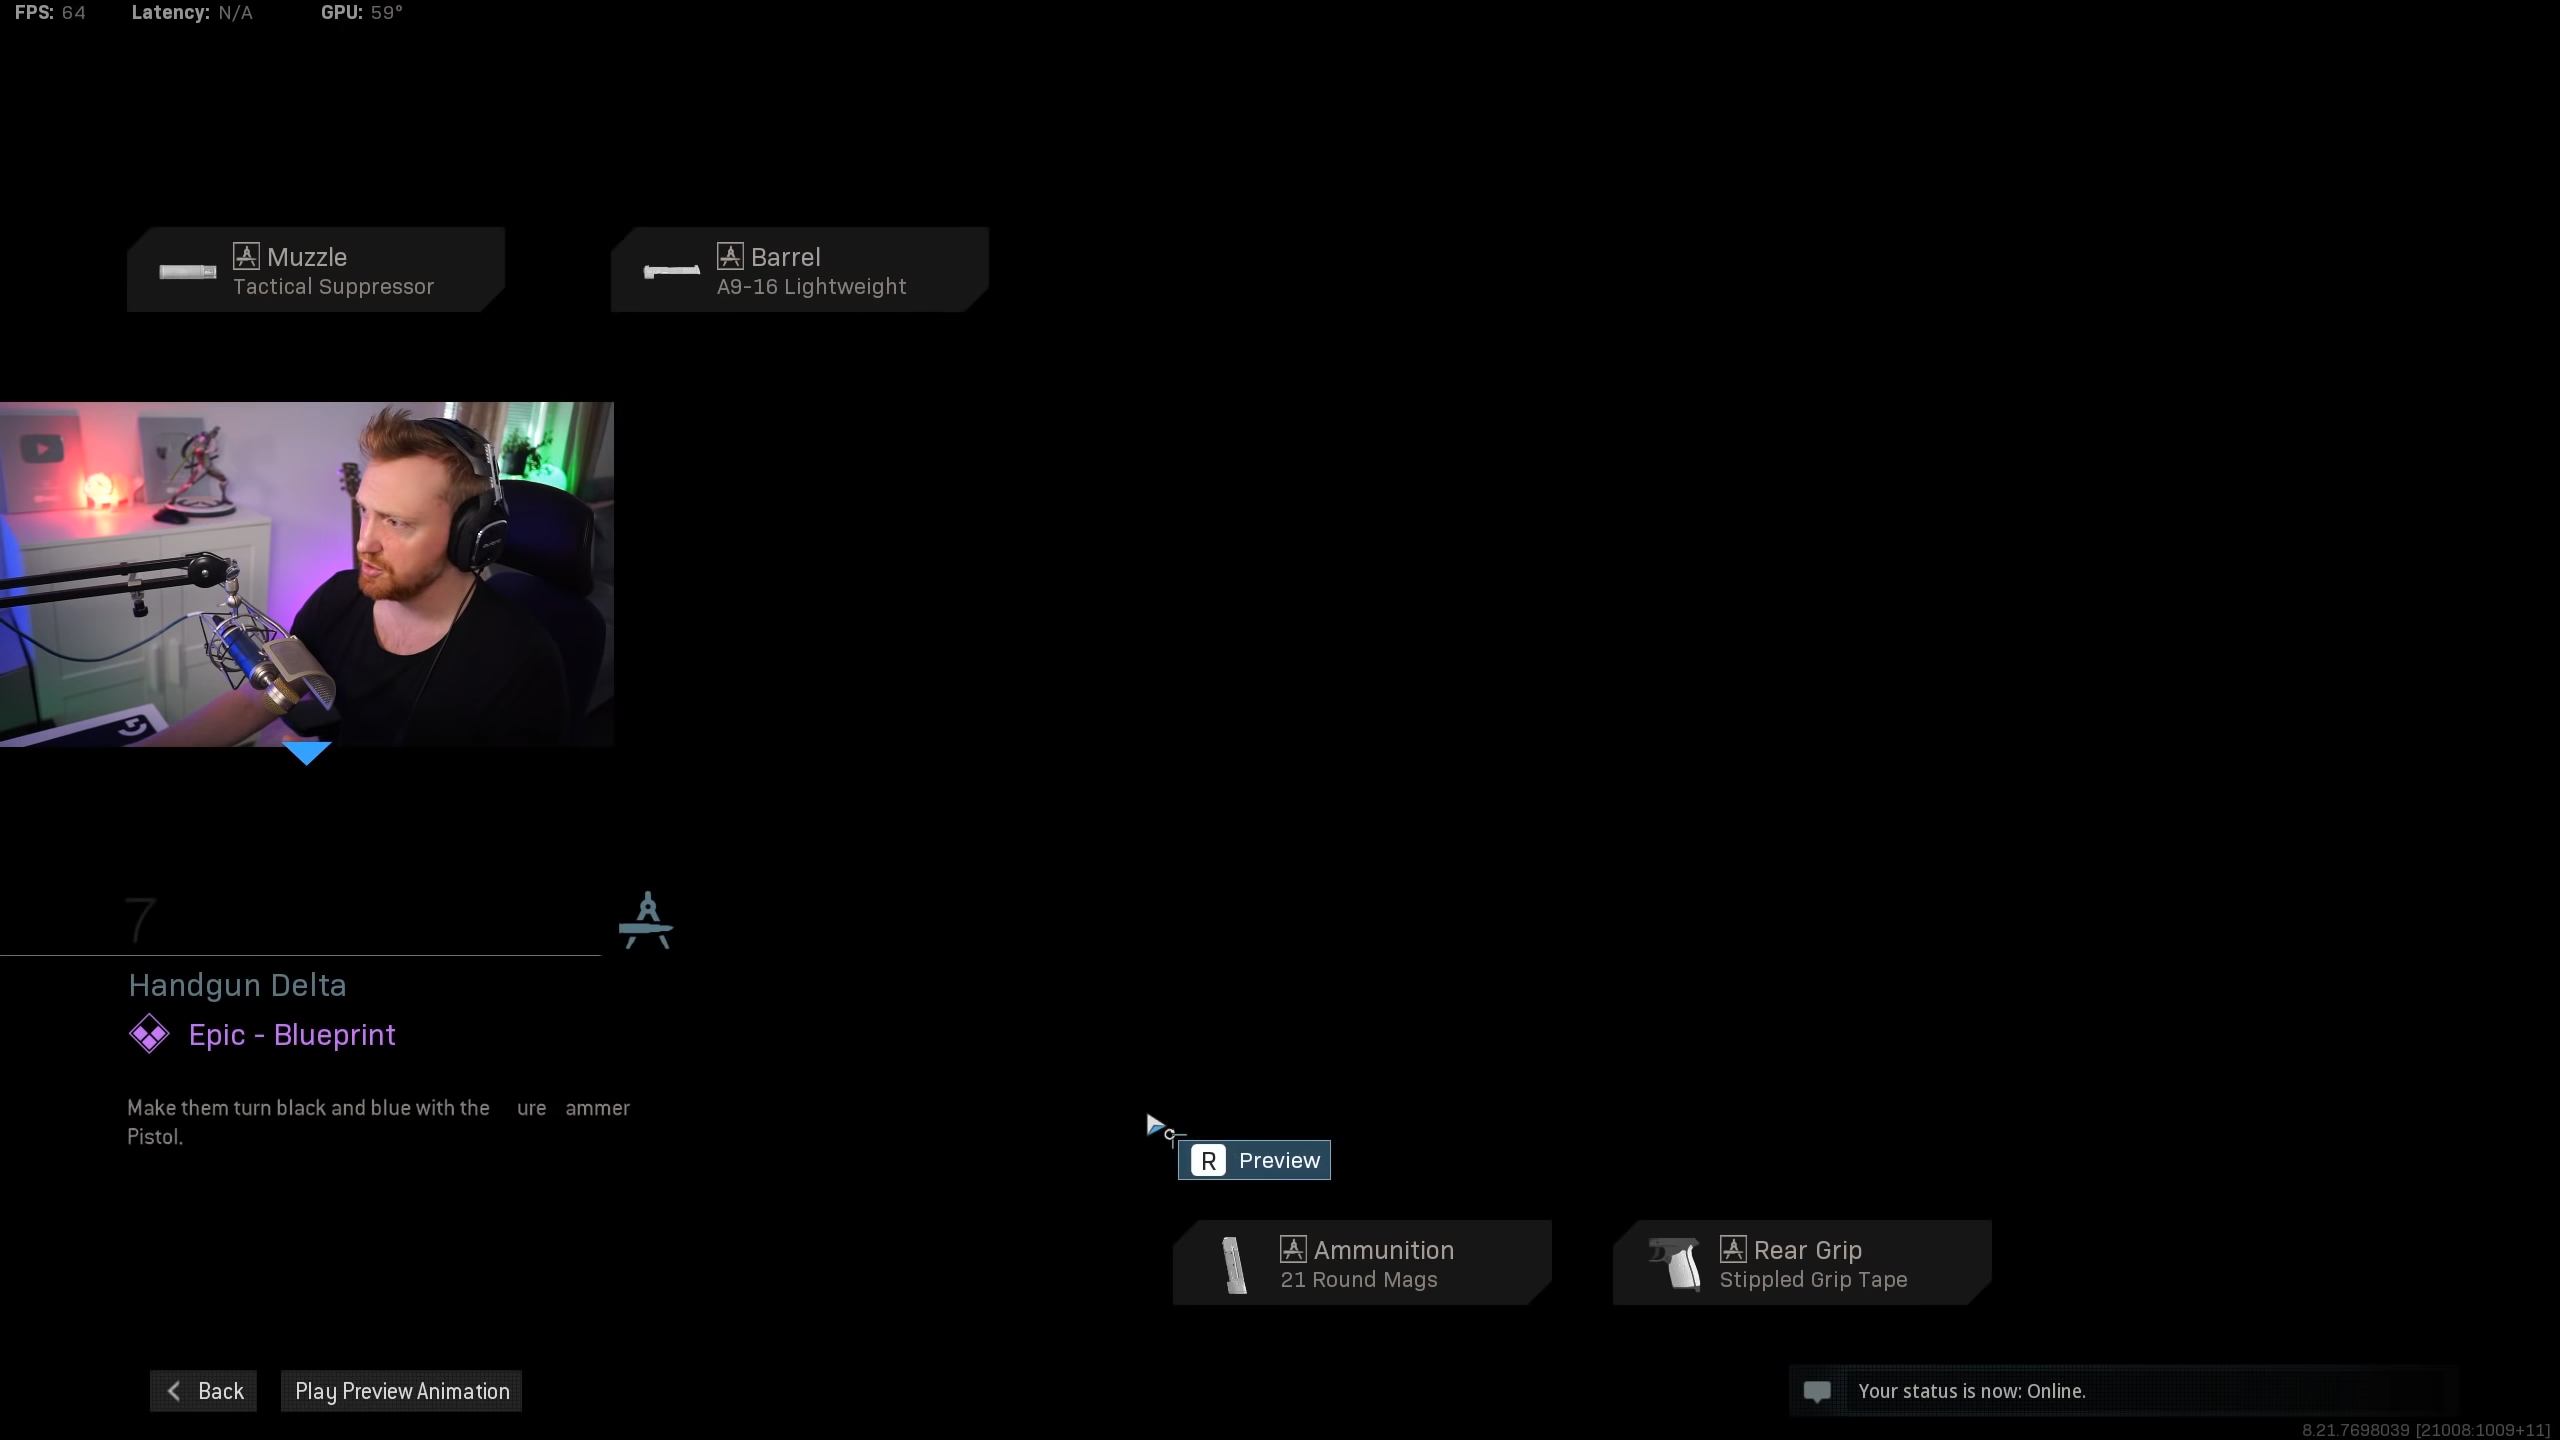 FPS: 64 Latency: N/A GPU: 59°
Muzzle
Tactical Suppressor
Barrel
A9-16 Lightweight
7
Handgun Delta
Epic - Blueprint
Make them turn black and blue with the ure ammer
Pistol.
R Preview
Ammunition
21 Round Mags
Rear Grip
Stippled Grip Tape
Back
Play Preview Animation
Your status is now: Online.
8.21.7698039 [21008:1009+11]